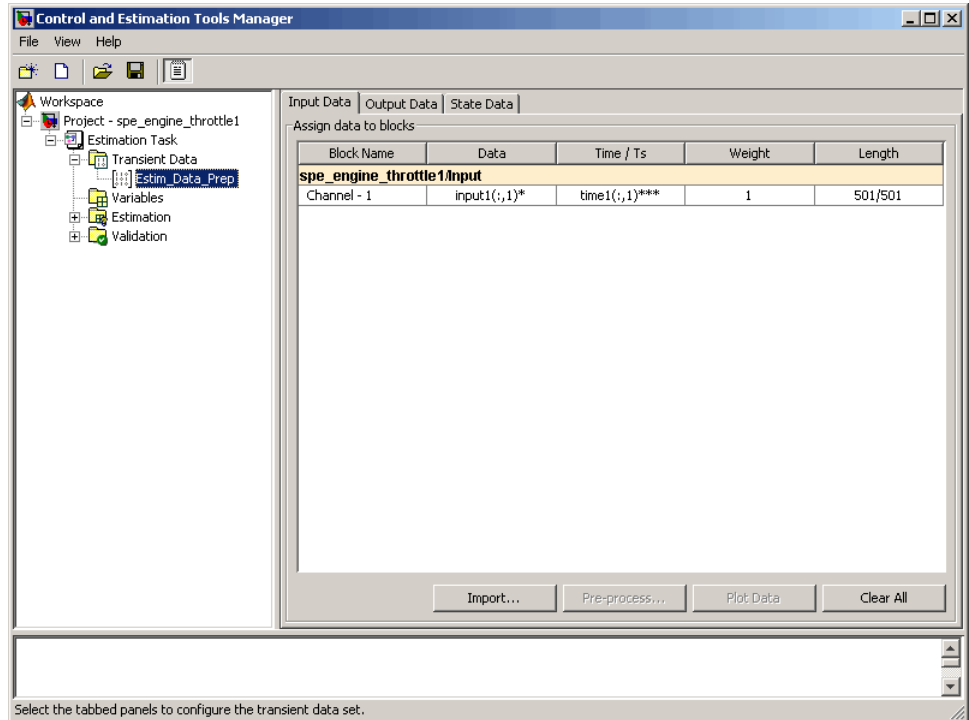 Control and Estimation Tools Manager
File View Help
Workspace
Project - spe_engine_throttle1
Estimation Task
Transient Data
Estim_Data_Prep
Variables
Estimation
Validation
Input Data Output Data State Data
Assign data to blocks
Block Name Data Time / Ts Weight Length
spe_engine_throttle1/Input
Channel - 1 input1(:,1)* time1(:,1)*** 1 501/501
Import... Pre-process... Plot Data Clear All
Select the tabbed panels to configure the transient data set.